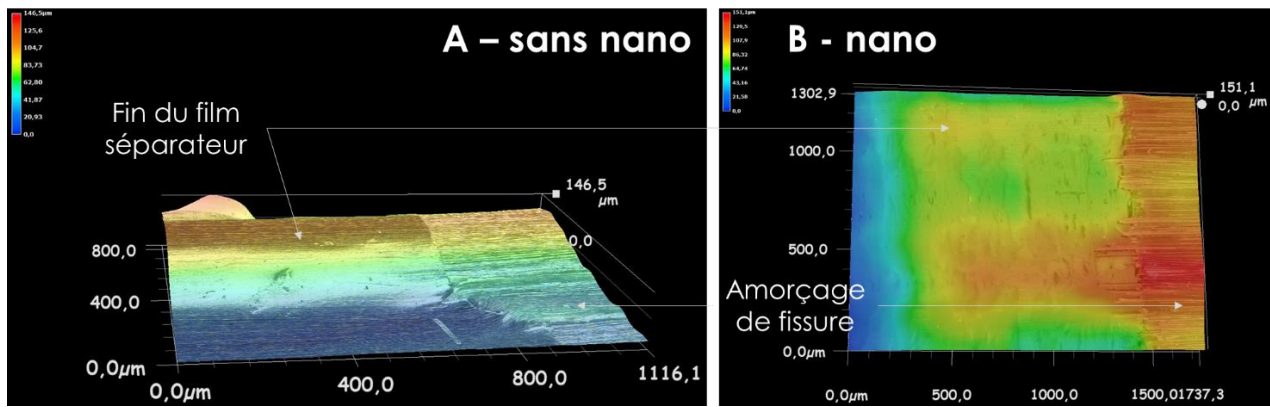 146,5µm
125,6
104,7
83,73
62,80
41,87
20,93
0,0
A – sans nano
Fin du film
séparateur
146,5
µm
0,0
800,0
400,0
0,0µm
0,0µm
400,0
800,0
1116,1
151,1µm
129,5
107,9
86,32
64,74
43,16
21,58
0,0
B - nano
1302,9
151,1
0,0 µm
1000,0
500,0
Amorçage
de fissure
0,0µm
0,0µm
500,0
1000,0
1500,01737,3